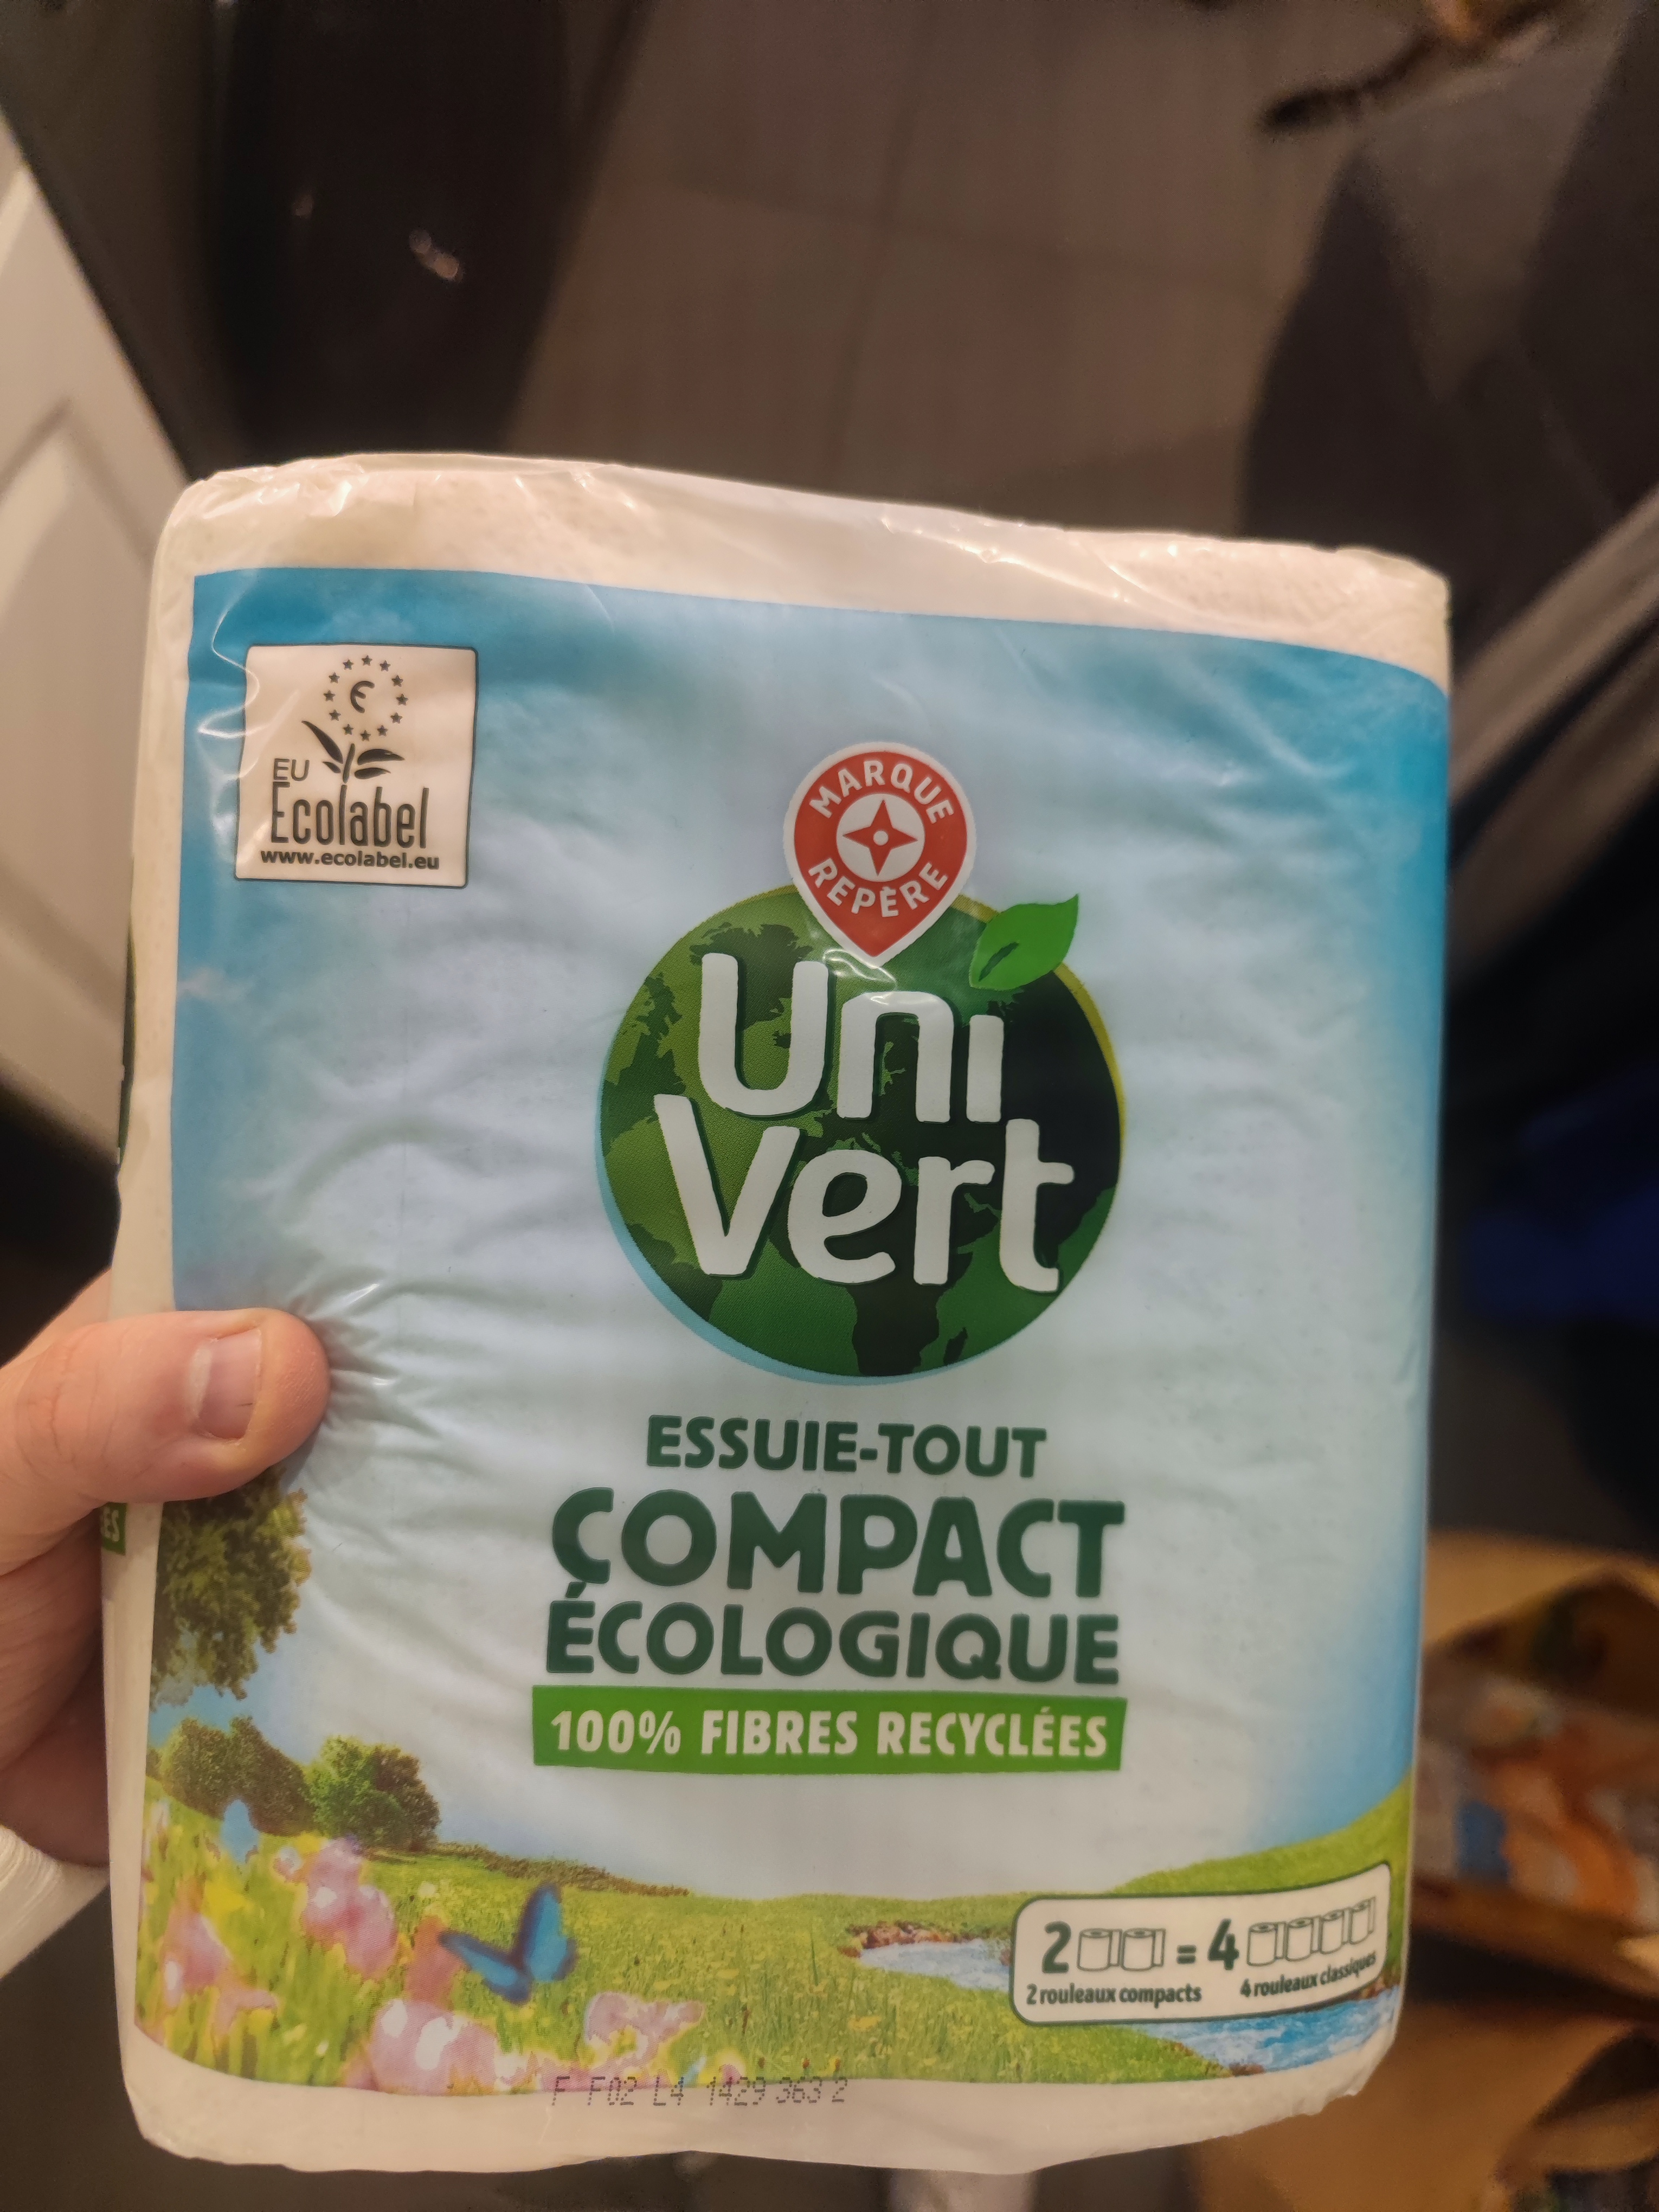 EU
Ecolabel
www.ecolabel.eu
MARQUE
REPÈRE
Uni
Vert
ESSUIE-TOUT
COMPACT
ÉCOLOGIQUE
100% FIBRES RECYCLÉES
2 = 4
2 rouleaux compacts 4 rouleaux classiques
F F02 L4 1429 363 2